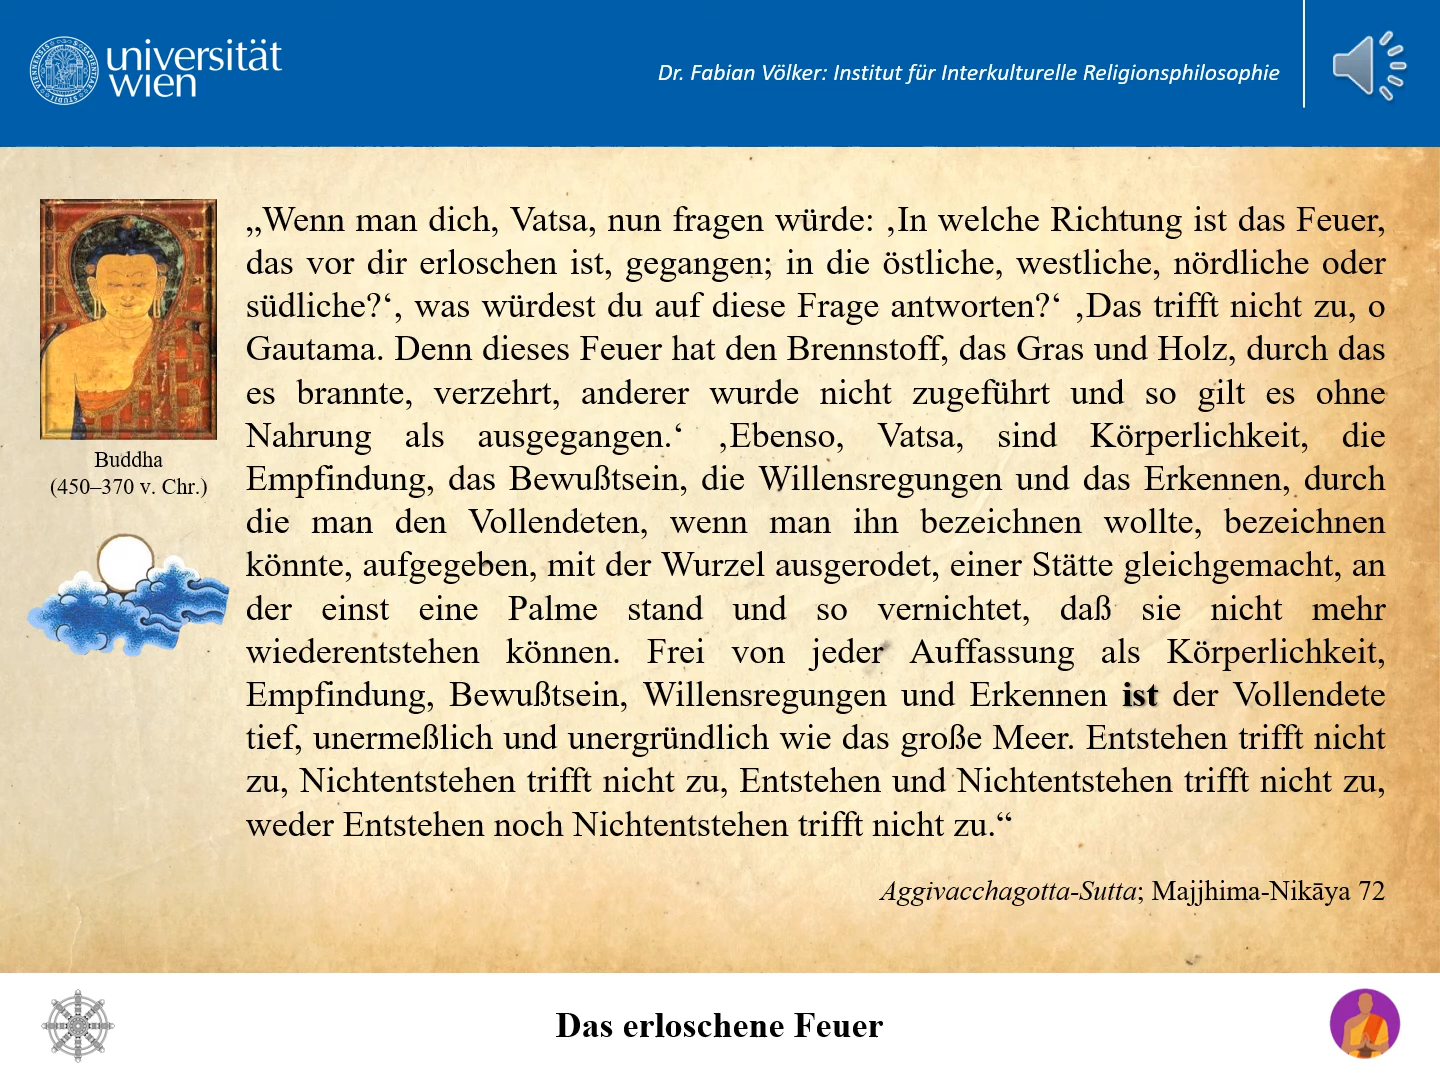 universität
wien
Dr. Fabian Völker: Institut für Interkulturelle Religionsphilosophie
„Wenn man dich, Vatsa, nun fragen würde: ‚In welche Richtung ist das Feuer,
das vor dir erloschen ist, gegangen; in die östliche, westliche, nördliche oder
südliche?‘, was würdest du auf diese Frage antworten?‘ ‚Das trifft nicht zu, o
Gautama. Denn dieses Feuer hat den Brennstoff, das Gras und Holz, durch das
es brannte, verzehrt, anderer wurde nicht zugeführt und so gilt es ohne
Nahrung als ausgegangen.‘ ‚Ebenso, Vatsa, sind Körperlichkeit, die
Empfindung, das Bewußtsein, die Willensregungen und das Erkennen, durch
die man den Vollendeten, wenn man ihn bezeichnen wollte, bezeichnen
könnte, aufgegeben, mit der Wurzel ausgerodet, einer Stätte gleichgemacht, an
der einst eine Palme stand und so vernichtet, daß sie nicht mehr
wiederentstehen können. Frei von jeder Auffassung als Körperlichkeit,
Empfindung, Bewußtsein, Willensregungen und Erkennen ist der Vollendete
tief, unermeßlich und unergründlich wie das große Meer. Entstehen trifft nicht
zu, Nichtentstehen trifft nicht zu, Entstehen und Nichtentstehen trifft nicht zu,
weder Entstehen noch Nichtentstehen trifft nicht zu.“
Buddha
(450–370 v. Chr.)
Aggivacchagotta-Sutta; Majjhima-Nikāya 72
Das erloschene Feuer